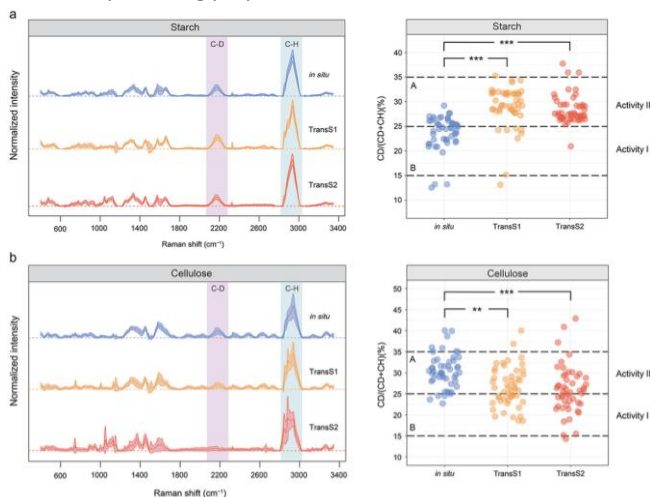 a
Starch
C-D
C-H
in situ
TransS1
TransS2
Normalized intensity
600
1000
1400
1800
2200
2600
3000
3400
Raman shift (cm⁻¹)
Starch
***
***
40
35
30
25
20
15
10
CD/(CD+CH)(%)
A
B
Activity II
Activity I
in situ
TransS1
TransS2
b
Cellulose
C-D
C-H
in situ
TransS1
TransS2
Normalized intensity
600
1000
1400
1800
2200
2600
3000
3400
Raman shift (cm⁻¹)
Cellulose
***
**
50
45
40
35
30
25
20
15
10
CD/(CD+CH)(%)
A
B
Activity II
Activity I
in situ
TransS1
TransS2